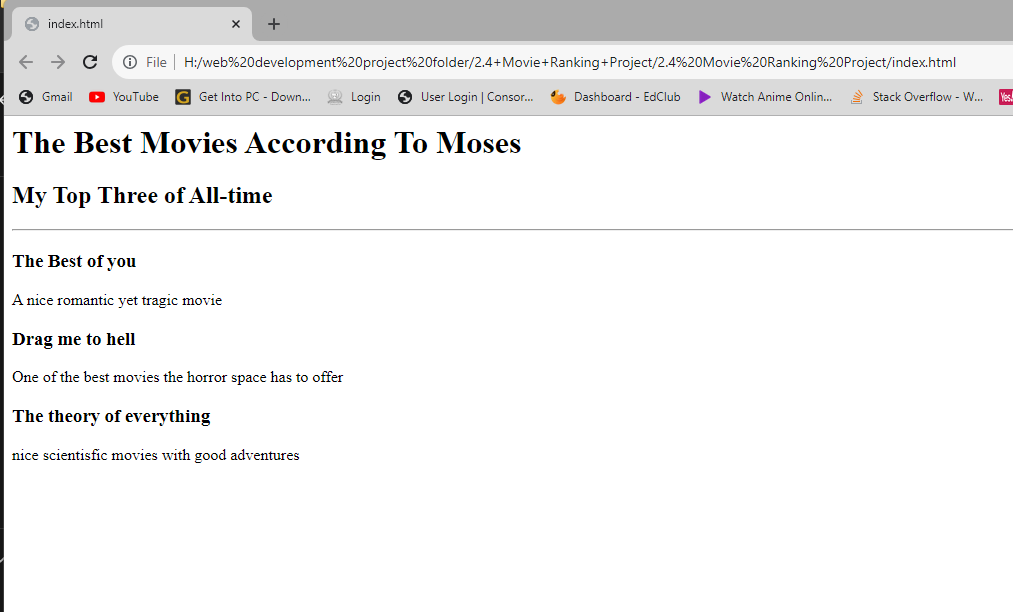 index.html
File
H:/web%20development%20project%20folder/2.4+Movie+Ranking+Project/2.4%20Movie%20Ranking%20Project/index.html
Gmail YouTube Get Into PC - Down... Login User Login | Consor... Dashboard - EdClub Watch Anime Onlin... Stack Overflow - W... Yes.
The Best Movies According To Moses
My Top Three of All-time
The Best of you
A nice romantic yet tragic movie
Drag me to hell
One of the best movies the horror space has to offer
The theory of everything
nice scientisfic movies with good adventures